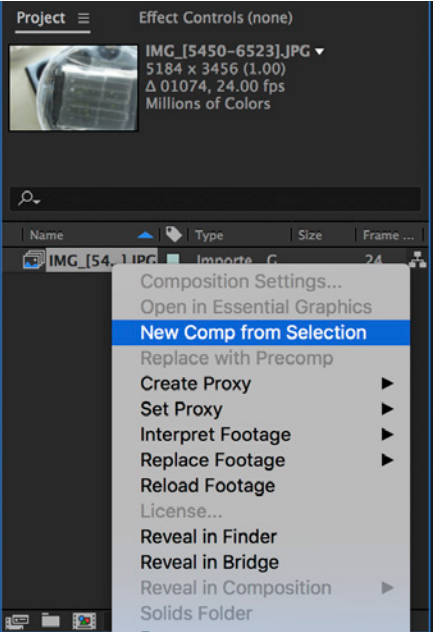 Project Effect Controls (none)
IMG_[5450-6523].JPG
5184 x 3456 (1.00)
Δ 01074, 24.00 fps
Millions of Colors
Name Type Size Frame ...
IMG_[54...].JPG Importe...G 24
Composition Settings...
Open in Essential Graphics
New Comp from Selection
Replace with Precomp
Create Proxy
Set Proxy
Interpret Footage
Replace Footage
Reload Footage
License...
Reveal in Finder
Reveal in Bridge
Reveal in Composition
Solids Folder